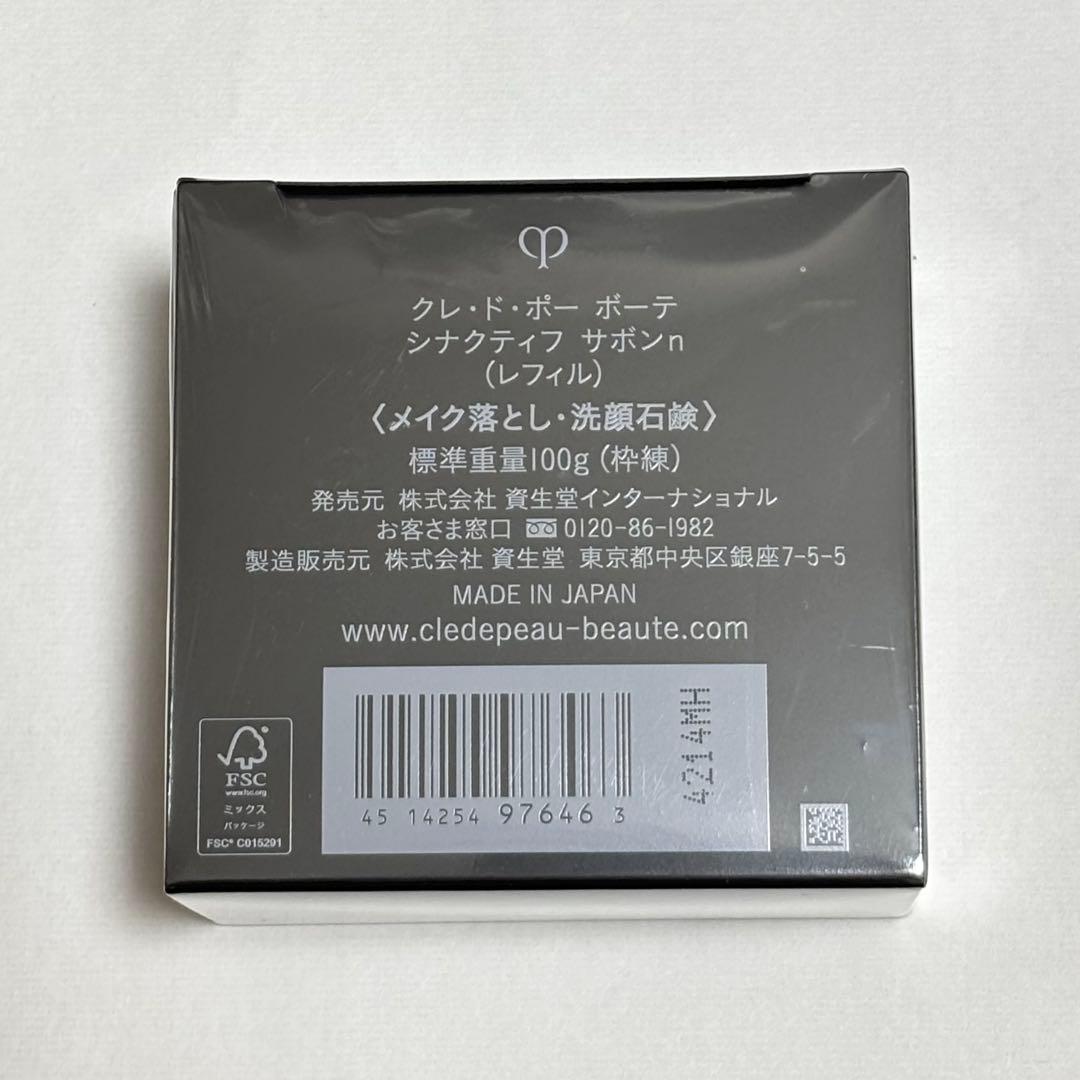 クレ・ド・ポー ボーテ
シナクティフ サボンn
(レフィル)
〈メイク落とし・洗顔石鹸〉
標準重量100g (枠練)
発売元 株式会社 資生堂インターナショナル
お客さま窓口 0120-86-1982
製造販売元 株式会社 資生堂 東京都中央区銀座7-5-5
MADE IN JAPAN
www.cledepeau-beaute.com
45 14254 97646 3
4214MH
FSC
www.fsc.org
ミックス
パッケージ
FSC® C015291